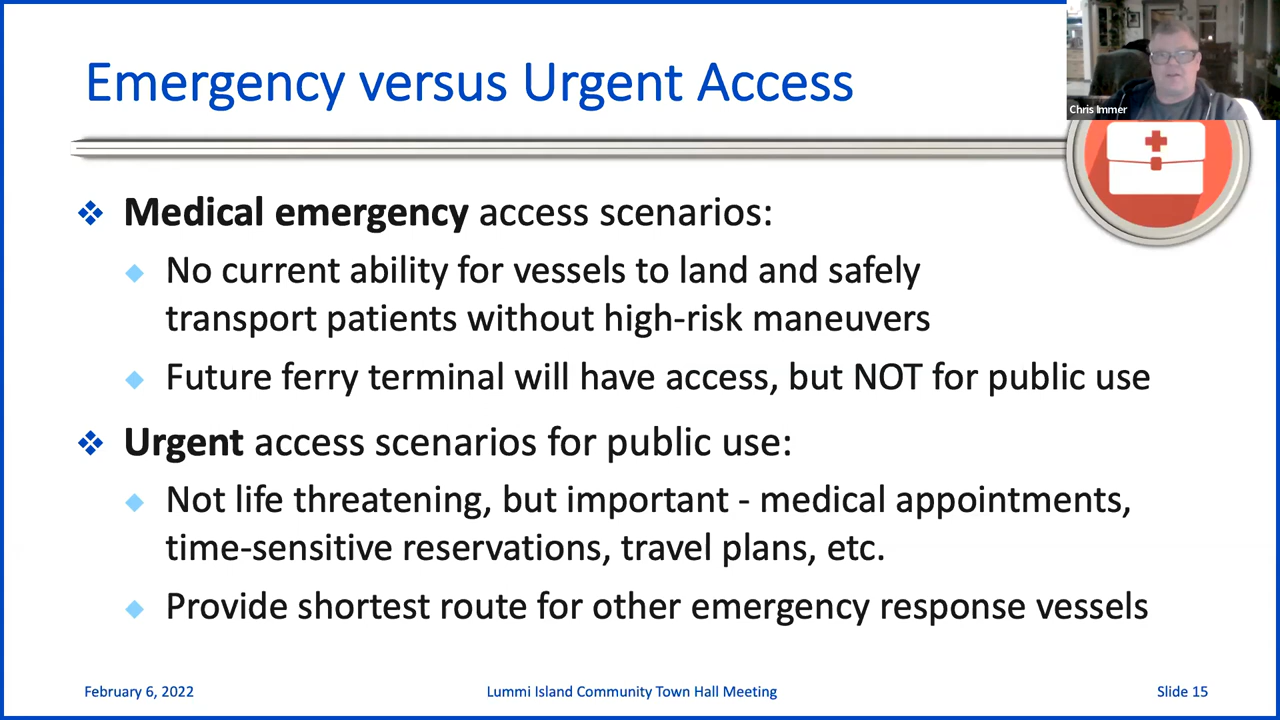 Emergency versus Urgent Access
Chris Immer
❖ Medical emergency access scenarios:
◆ No current ability for vessels to land and safely
transport patients without high-risk maneuvers
◆ Future ferry terminal will have access, but NOT for public use
❖ Urgent access scenarios for public use:
◆ Not life threatening, but important - medical appointments,
time-sensitive reservations, travel plans, etc.
◆ Provide shortest route for other emergency response vessels
February 6, 2022
Lummi Island Community Town Hall Meeting
Slide 15